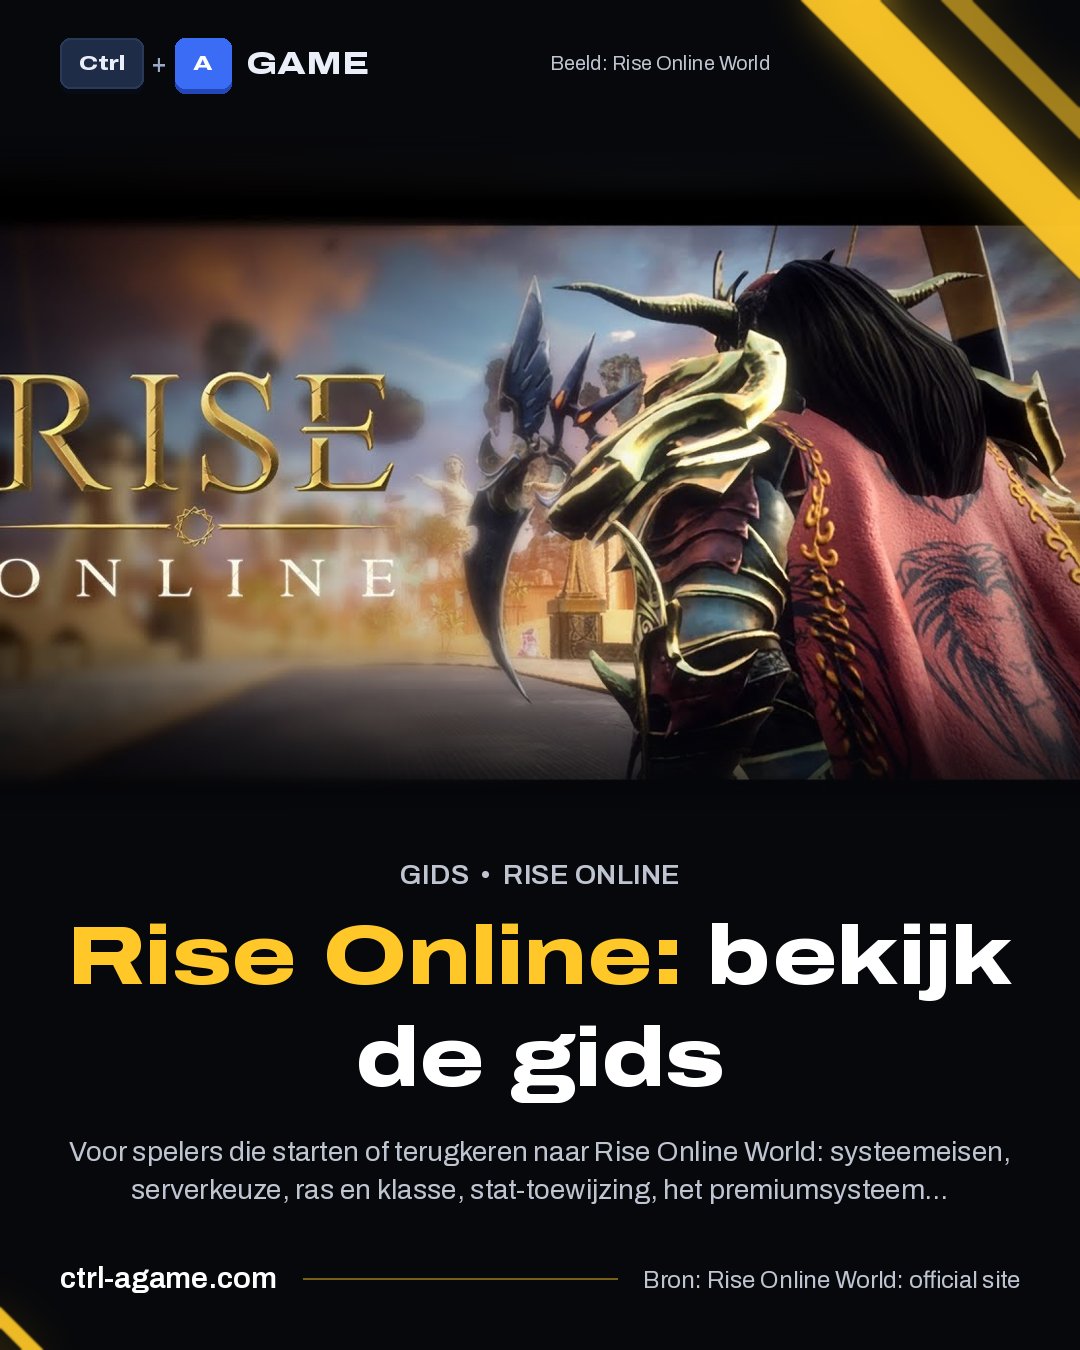 Ctrl + A GAME
Beeld: Rise Online World
RISE
ONLINE
GIDS • RISE ONLINE
Rise Online: bekijk
de gids
Voor spelers die starten of terugkeren naar Rise Online World: systeemeisen,
serverkeuze, ras en klasse, stat-toewijzing, het premiumsysteem...
ctrl-agame.com
Bron: Rise Online World: official site